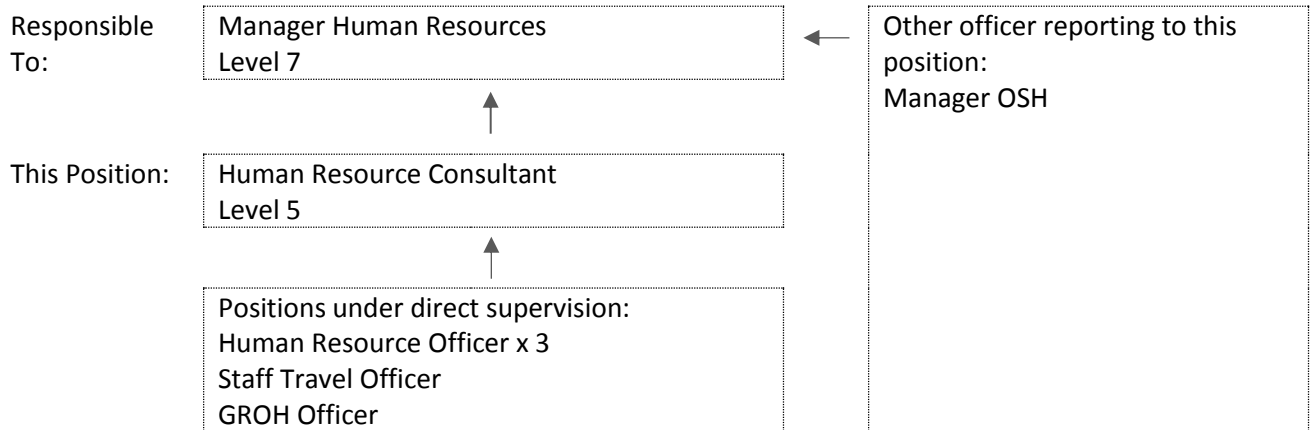 Responsible
To:
Manager Human Resources
Level 7
Other officer reporting to this
position:
Manager OSH
This Position:
Human Resource Consultant
Level 5
Positions under direct supervision:
Human Resource Officer x 3
Staff Travel Officer
GROH Officer